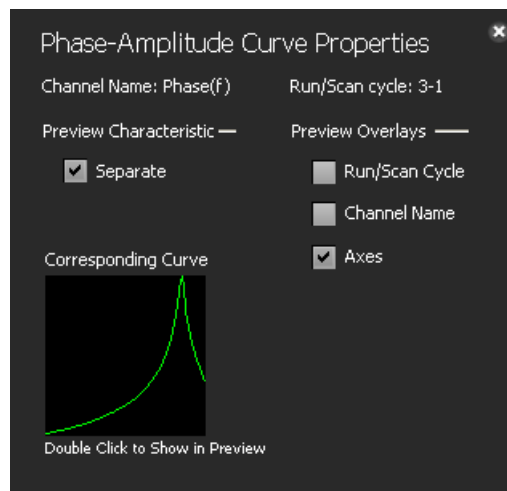 Phase-Amplitude Curve Properties
Channel Name: Phase(f)
Run/Scan cycle: 3-1
Preview Characteristic
Separate
Preview Overlays
Run/Scan Cycle
Channel Name
Axes
Corresponding Curve
Double Click to Show in Preview